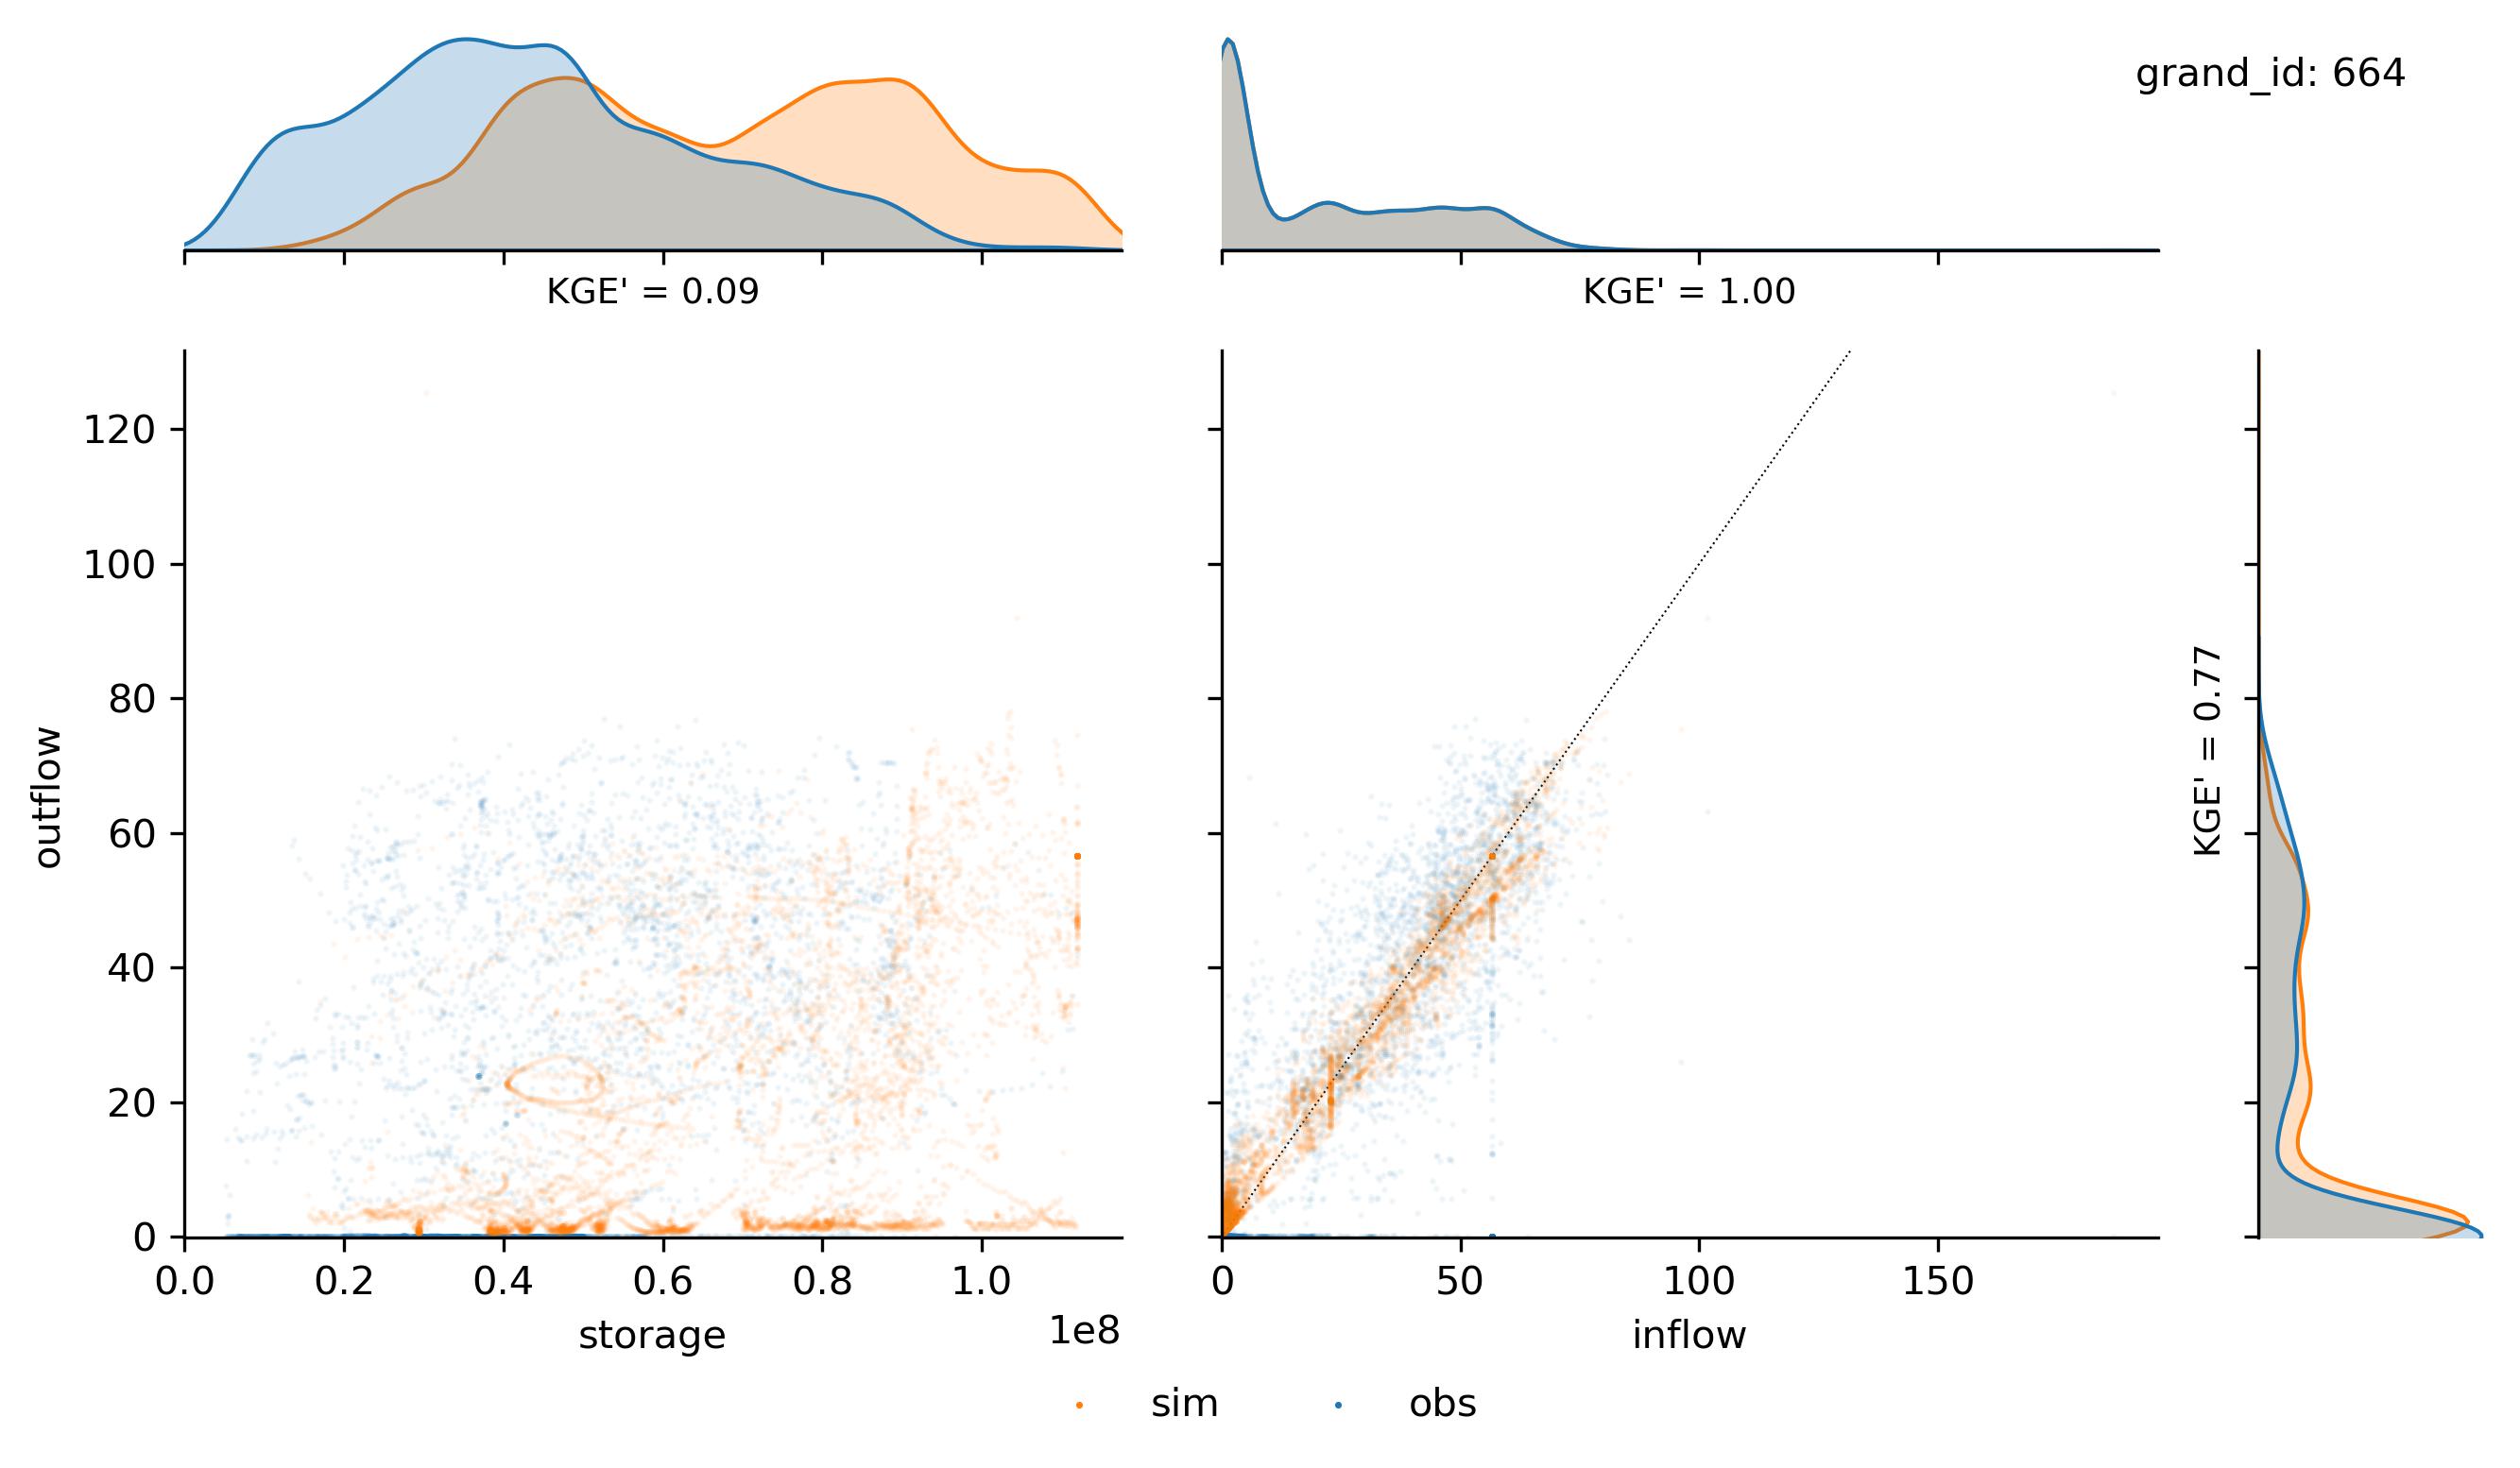 grand_id: 664
KGE' = 0.09
KGE' = 1.00
120
100
80
60
40
20
0
outflow
KGE' = 0.77
0.0 0.2 0.4 0.6 0.8 1.0
0 50 100 150
storage
1e8
inflow
sim obs